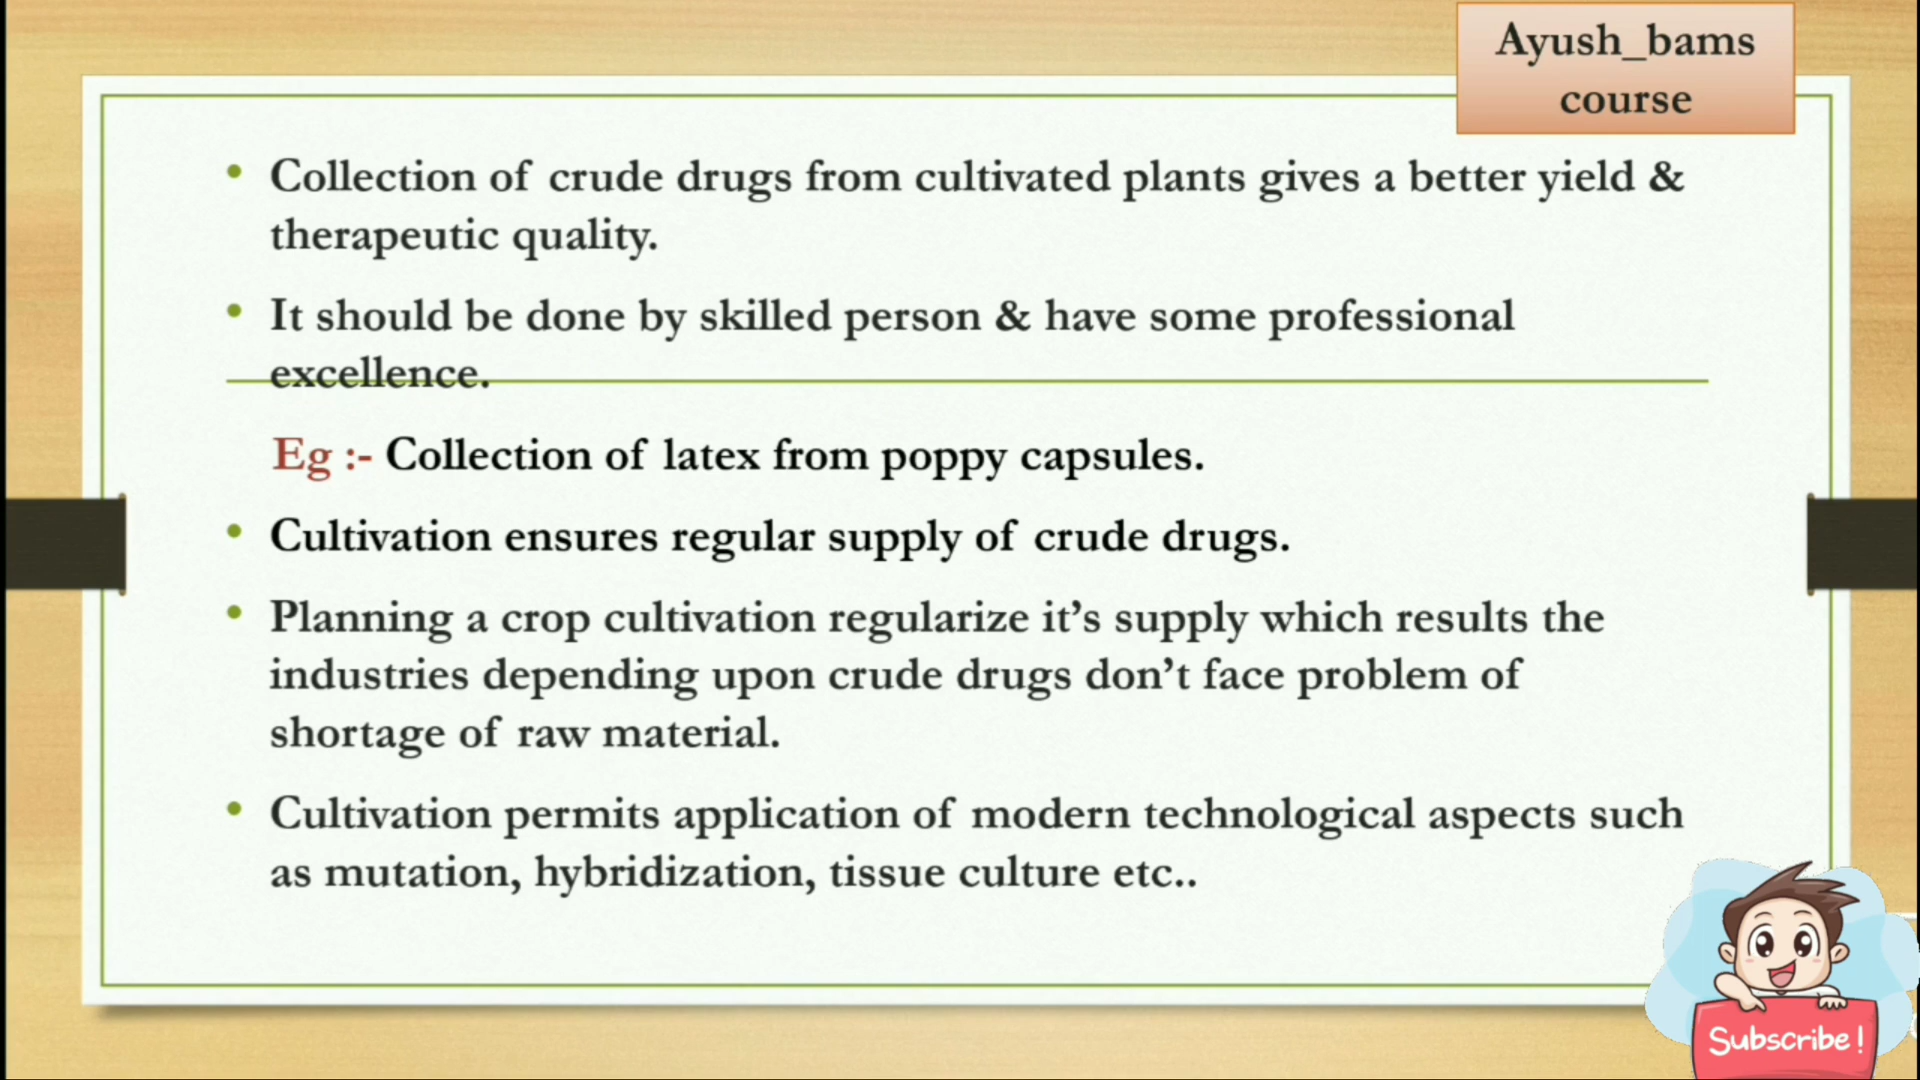 Ayush_bams
course
• Collection of crude drugs from cultivated plants gives a better yield &
therapeutic quality.
• It should be done by skilled person & have some professional
excellence.
Eg :- Collection of latex from poppy capsules.
• Cultivation ensures regular supply of crude drugs.
• Planning a crop cultivation regularize it’s supply which results the
industries depending upon crude drugs don’t face problem of
shortage of raw material.
• Cultivation permits application of modern technological aspects such
as mutation, hybridization, tissue culture etc..
Subscribe!